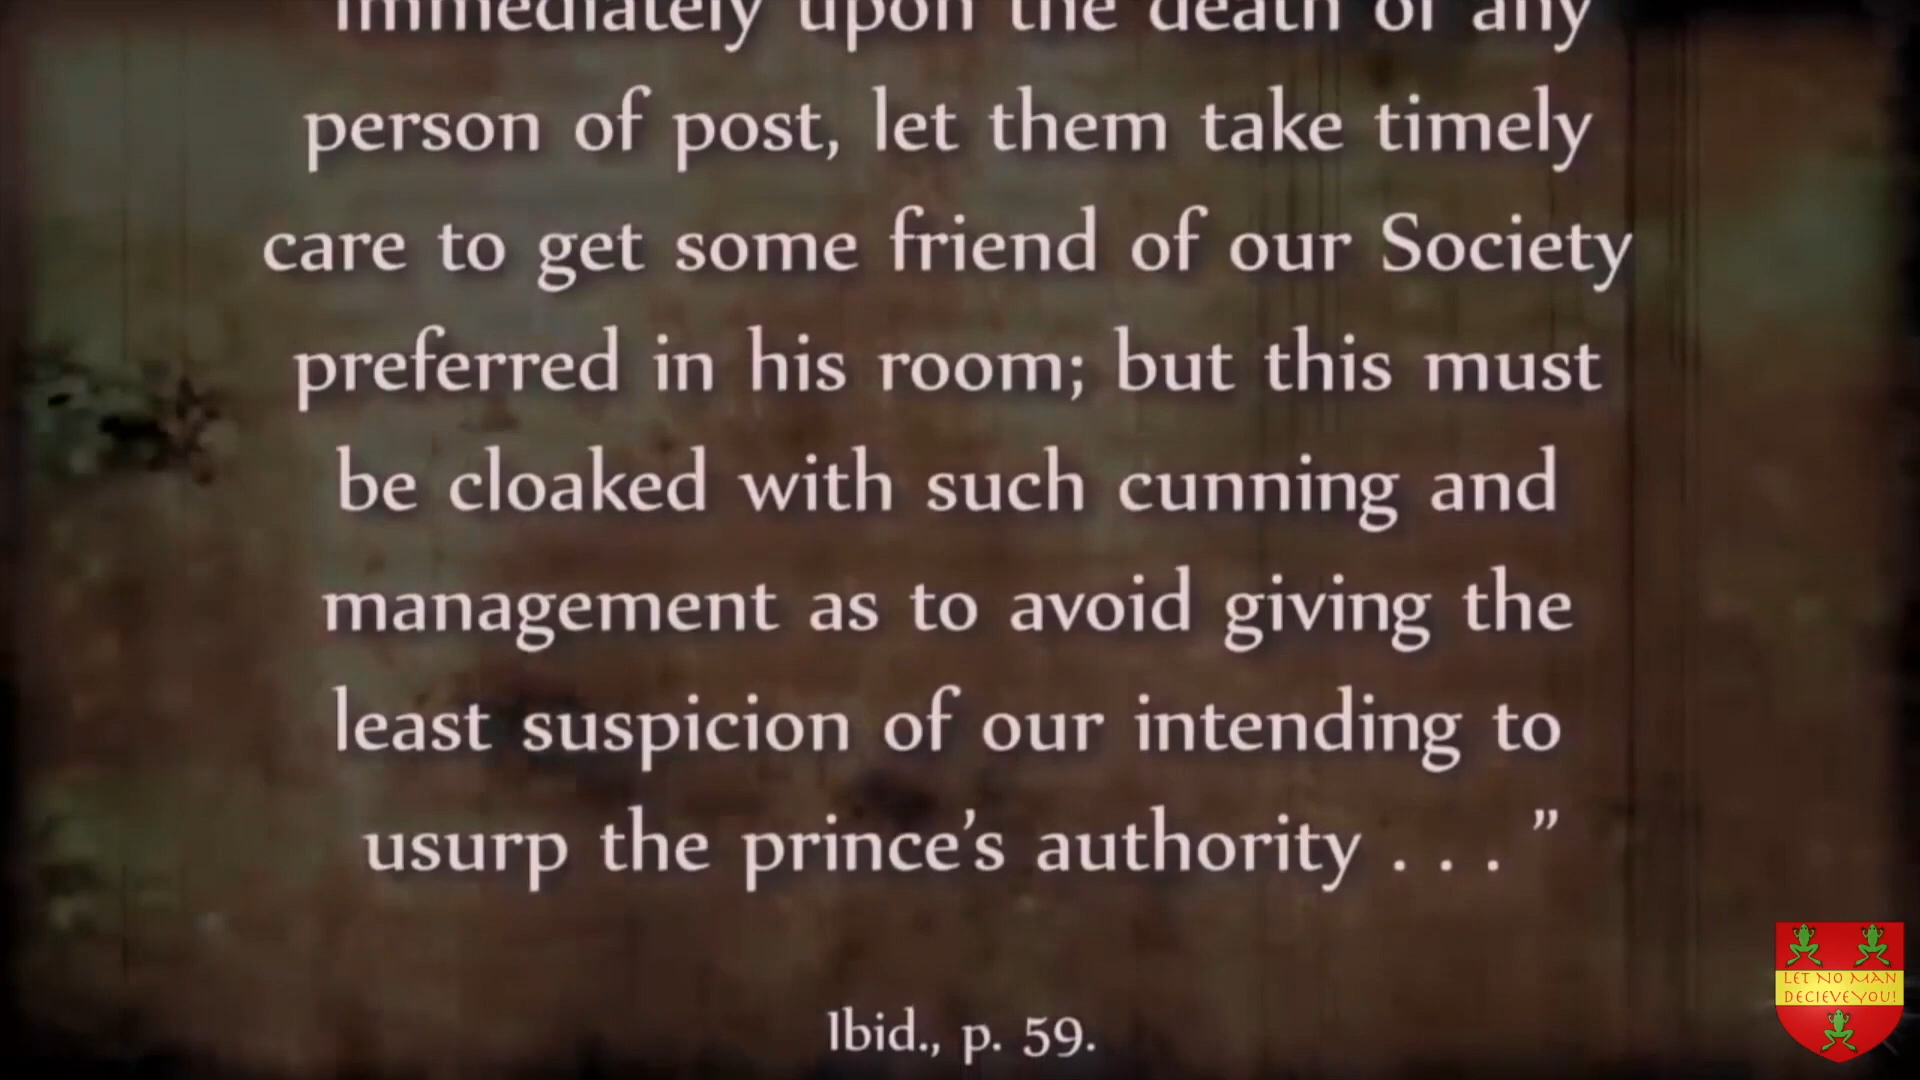 immediately upon the death of any
person of post, let them take timely
care to get some friend of our Society
preferred in his room; but this must
be cloaked with such cunning and
management as to avoid giving the
least suspicion of our intending to
usurp the prince’s authority . . . ”
Ibid., p. 59.
LET NO MAN
DECIEVE YOU!